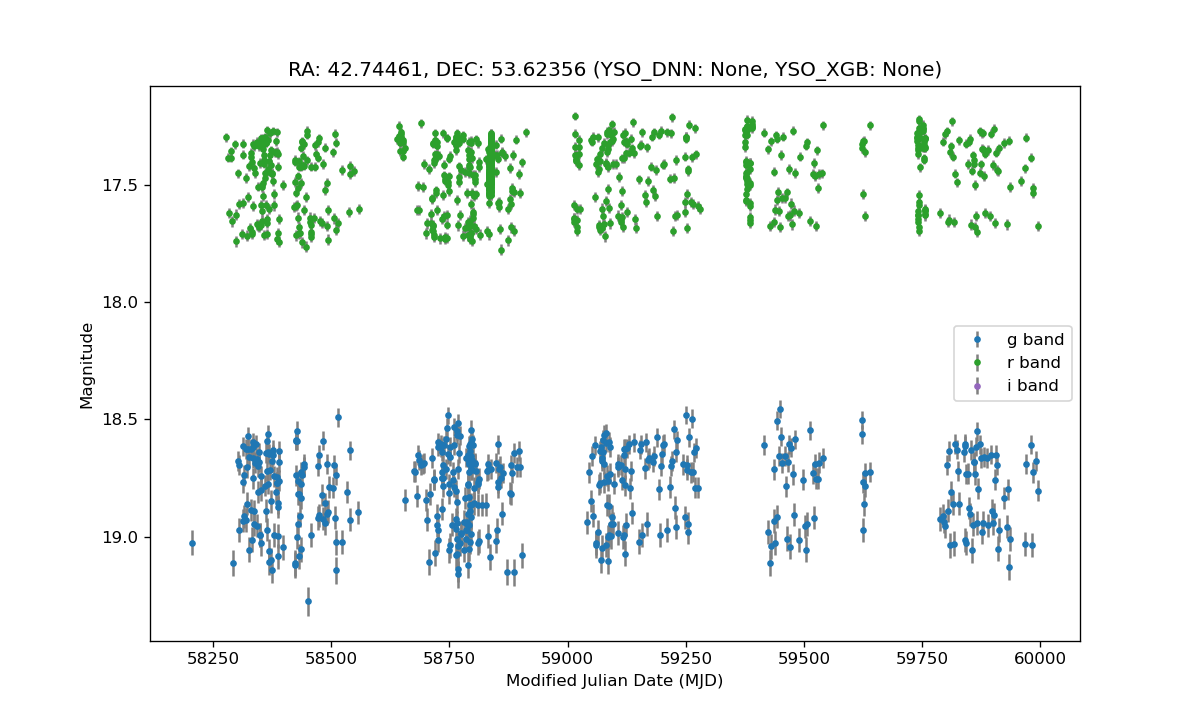 RA: 42.74461, DEC: 53.62356 (YSO_DNN: None, YSO_XGB: None)
17.5
18.0
18.5
19.0
Magnitude
g band
r band
i band
58250 58500 58750 59000 59250 59500 59750 60000
Modified Julian Date (MJD)